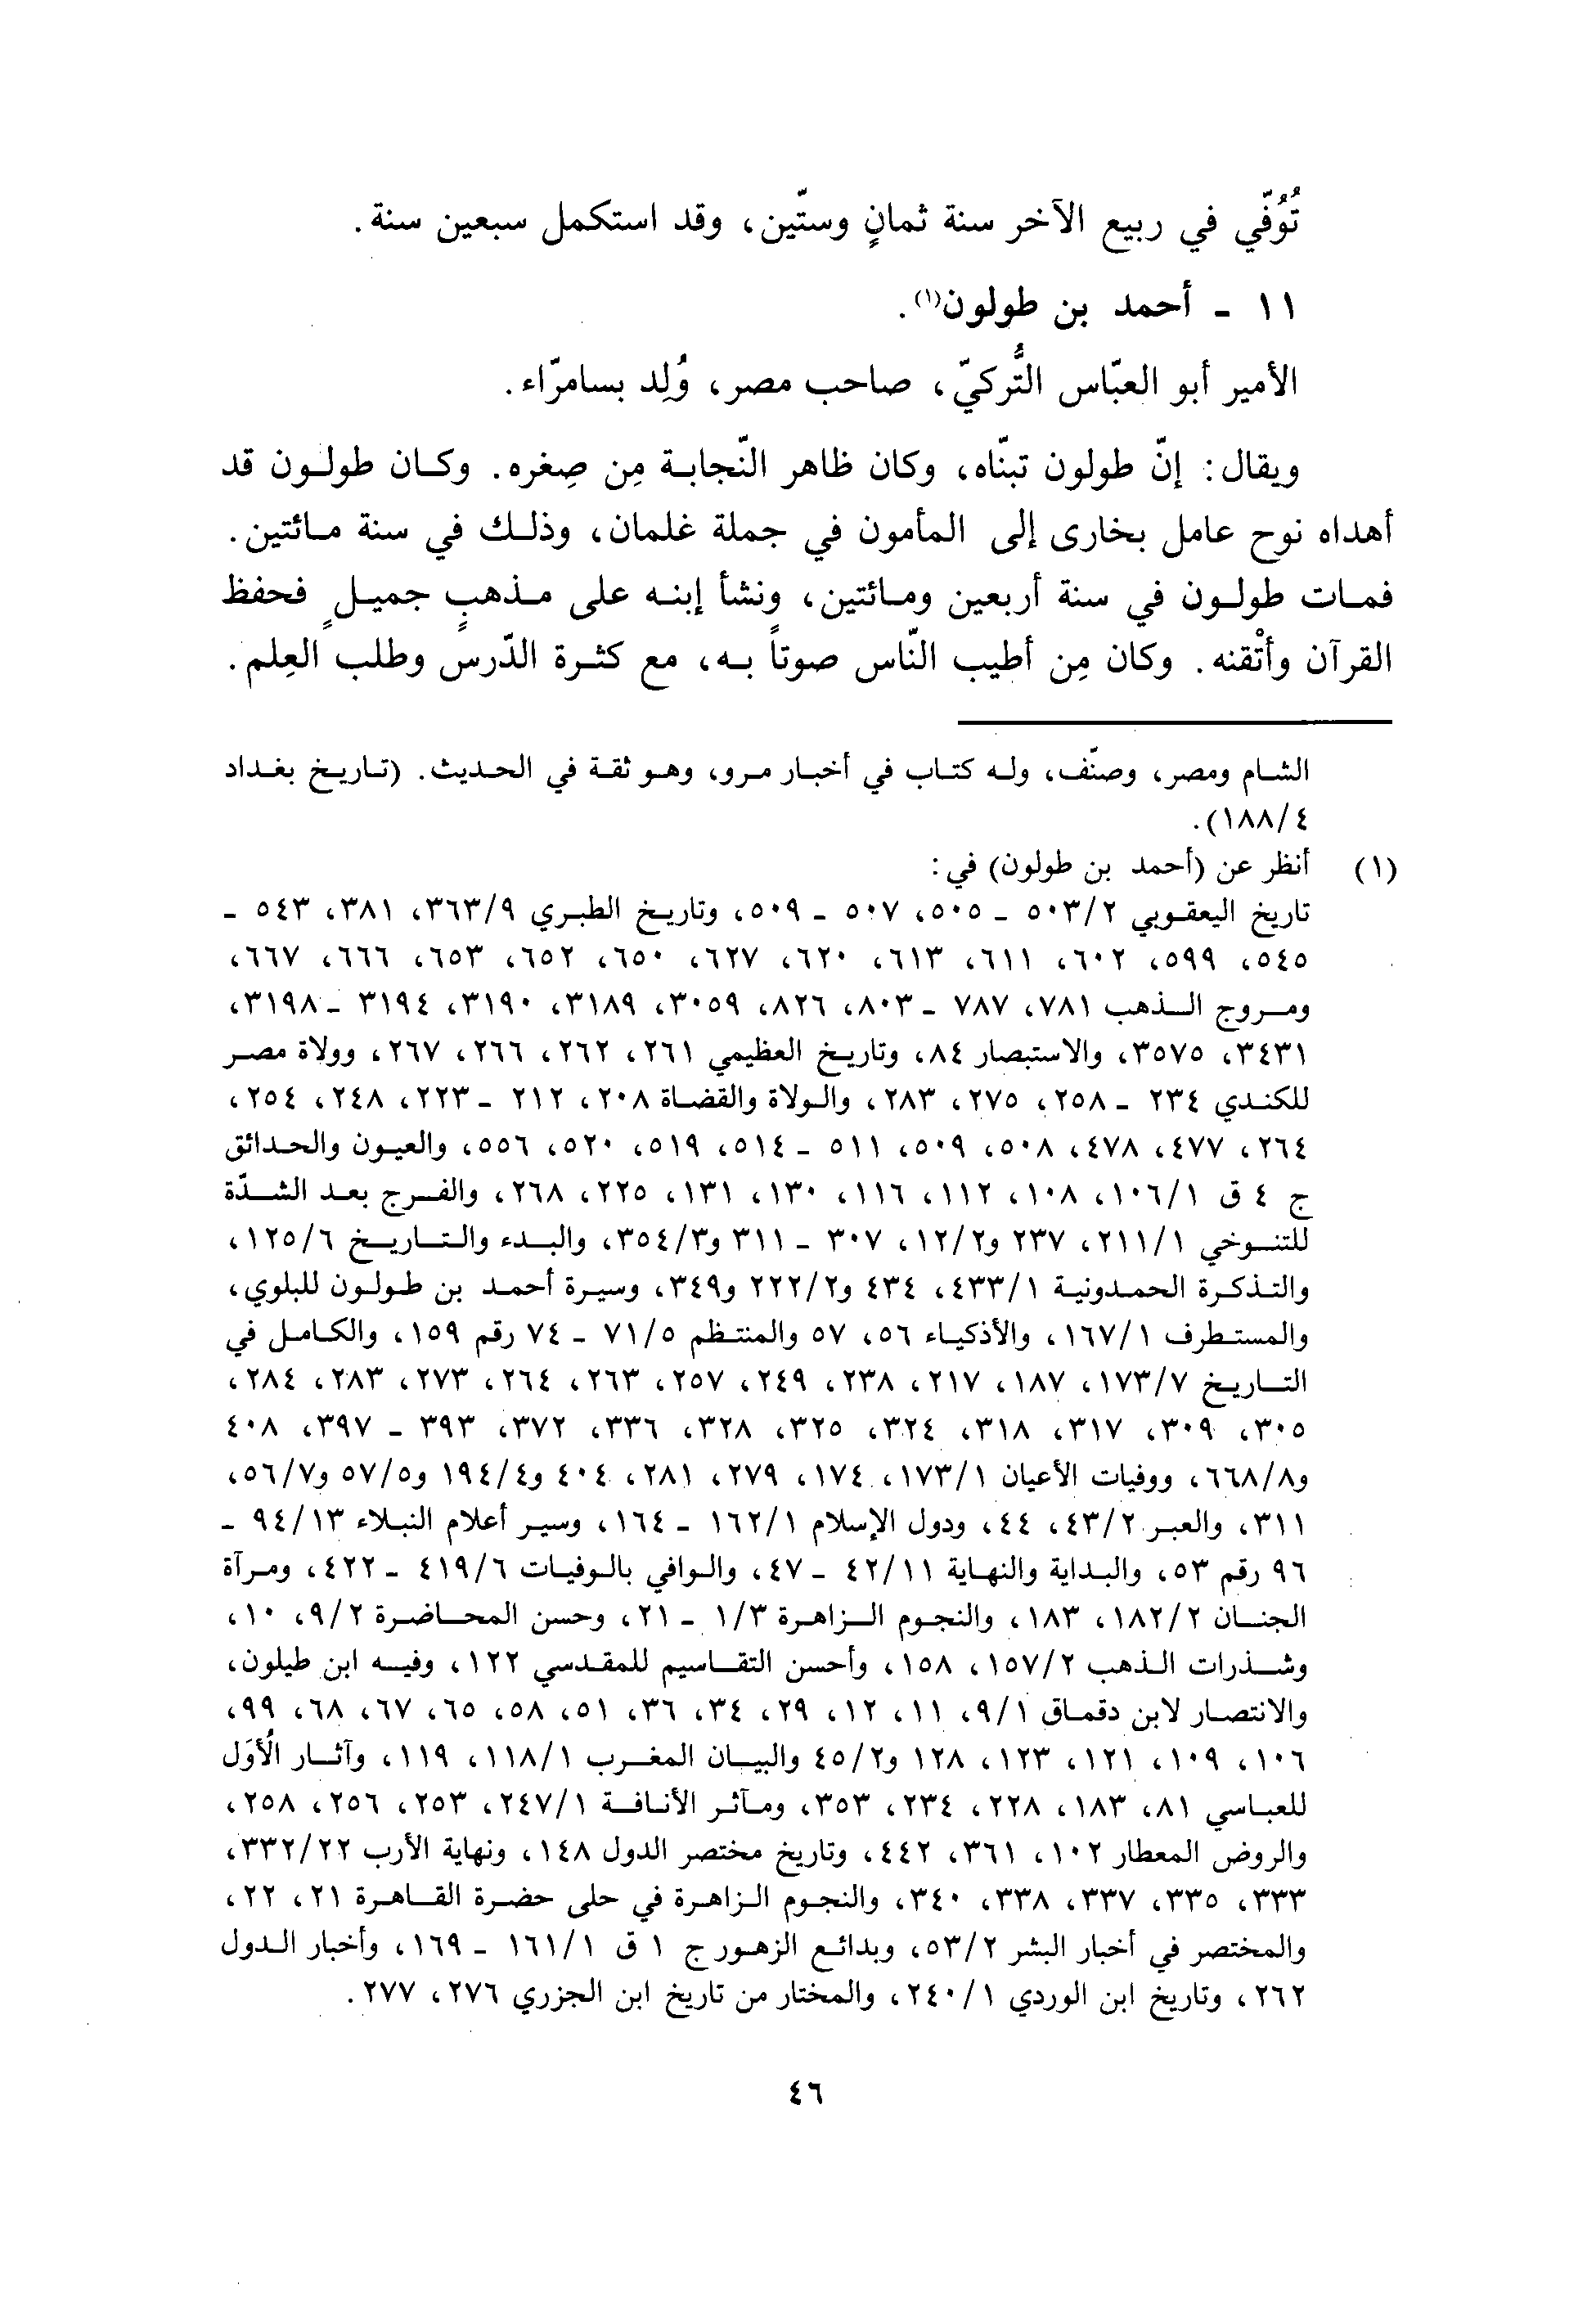 تُوُفّي في ربيع الآخر سنة ثمانٍ وستّين، وقد استكمل سبعين سنة.
١١ - أحمد بن طولون(١).
الأمير أبو العبّاس التُّركيّ، صاحب مصر، وُلِد بسامرّاء.
ويقال: إنّ طولون تبنّاه، وكان ظاهر النّجابة مِن صِغره. وكان طولون قد
أهداه نوح عامل بخارى إلى المأمون في جملة غلمان، وذلك في سنة مائتين.
فمات طولون في سنة أربعين ومائتين، ونشأ إبنه على مذهبٍ جميلٍ فحفظ
القرآن وأتْقنه. وكان مِن أطيب النّاس صوتاً به، مع كثرة الدّرس وطلب العِلم.
الشام ومصر، وصنّف، وله كتاب في أخبار مرو، وهو ثقة في الحديث. (تاريخ بغداد
٤/١٨٨).
(١) أنظر عن (أحمد بن طولون) في:
تاريخ اليعقوبي ٢/٥٠٣ - ٥٠٥، ٥٠٧ - ٥٠٩، وتاريخ الطبري ٩/٣٦٣، ٣٨١، ٥٤٣ -
٥٤٥، ٥٩٩، ٦٠٢، ٦١١، ٦١٣، ٦٢٠، ٦٢٧، ٦٥٠، ٦٥٢، ٦٥٣، ٦٦٦، ٦٦٧،
ومروج الذهب ٧٨١، ٧٨٧ - ٨٠٣، ٨٢٦، ٣٠٥٩، ٣١٨٩، ٣١٩٠، ٣١٩٤ - ٣١٩٨،
٣٤٣١، ٣٥٧٥، والاستبصار ٨٤، وتاريخ العظيمي ٢٦١، ٢٦٢، ٢٦٦، ٢٦٧، وولاة مصر
للكندي ٢٣٤ - ٢٥٨، ٢٧٥، ٢٨٣، والولاة والقضاة ٢٠٨، ٢١٢ - ٢٢٣، ٢٤٨، ٢٥٤،
٢٦٤، ٤٧٧، ٤٧٨، ٥٠٨، ٥٠٩، ٥١١ - ٥١٤، ٥١٩، ٥٢٠، ٥٥٦، والعيون والحدائق
ج ٤ ق ١/١٠٦، ١٠٨، ١١٢، ١١٦، ١٣٠، ١٣١، ٢٢٥، ٢٦٨، والفرج بعد الشدّة
للتنوخي ١/٢١١، ٢٣٧ و٢/١٢، ٣٠٧ - ٣١١ و٣/٣٥٤، والبدء والتاريخ ٦/١٢٥،
والتذكرة الحمدونية ١/٤٣٣، ٤٣٤ و٢/٢٢٢ و٣٤٩، وسيرة أحمد بن طولون للبلوي،
والمستطرف ١/١٦٧، والأذكياء ٥٦، ٥٧ والمنتظم ٥/٧١ - ٧٤ رقم ١٥٩، والكامل في
التاريخ ٧/١٧٣، ١٨٧، ٢١٧، ٢٣٨، ٢٤٩، ٢٥٧، ٢٦٣، ٢٦٤، ٢٧٣، ٢٨٣، ٢٨٤،
٣٠٥، ٣٠٩، ٣١٧، ٣١٨، ٣٢٤، ٣٢٥، ٣٢٨، ٣٣٦، ٣٧٢، ٣٩٣ - ٣٩٧، ٤٠٨
و٨/٦٦٨، ووفيات الأعيان ١/١٧٣، ١٧٤، ٢٧٩، ٢٨١، ٤٠٤ و٤/١٩٤ و٥/٥٧ و٧/٥٦،
٣١١، والعبر ٢/٤٣، ٤٤، ودول الإسلام ١/١٦٢ - ١٦٤، وسير أعلام النبلاء ١٣/٩٤ -
٩٦ رقم ٥٣، والبداية والنهاية ١١/٤٢ - ٤٧، والوافي بالوفيات ٦/٤١٩ - ٤٢٢، ومرآة
الجنان ٢/١٨٢، ١٨٣، والنجوم الزاهرة ٣/١ - ٢١، وحسن المحاضرة ٢/٩، ١٠،
وشذرات الذهب ٢/١٥٧، ١٥٨، وأحسن التقاسيم للمقدسي ١٢٢، وفيه ابن طيلون،
والانتصار لابن دقماق ١/٩، ١١، ١٢، ٢٩، ٣٤، ٣٦، ٥١، ٥٨، ٦٥، ٦٧، ٦٨، ٩٩،
١٠٦، ١٠٩، ١٢١، ١٢٣، ١٢٨ و٢/٤٥ والبيان المغرب ١/١١٨، ١١٩، وآثار الأُوَل
للعباسي ٨١، ١٨٣، ٢٢٨، ٢٣٤، ٣٥٣، ومآثر الأنافة ١/٢٤٧، ٢٥٣، ٢٥٦، ٢٥٨،
والروض المعطار ١٠٢، ٣٦١، ٤٤٢، وتاريخ مختصر الدول ١٤٨، ونهاية الأرب ٢٢/٣٣٢،
٣٣٣، ٣٣٥، ٣٣٧، ٣٣٨، ٣٤٠، والنجوم الزاهرة في حلى حضرة القاهرة ٢١، ٢٢،
والمختصر في أخبار البشر ٢/٥٣، وبدائع الزهور ج ١ ق ١/١٦١ - ١٦٩، وأخبار الدول
٢٦٢، وتاريخ ابن الوردي ١/٢٤٠، والمختار من تاريخ ابن الجزري ٢٧٦، ٢٧٧.
٤٦